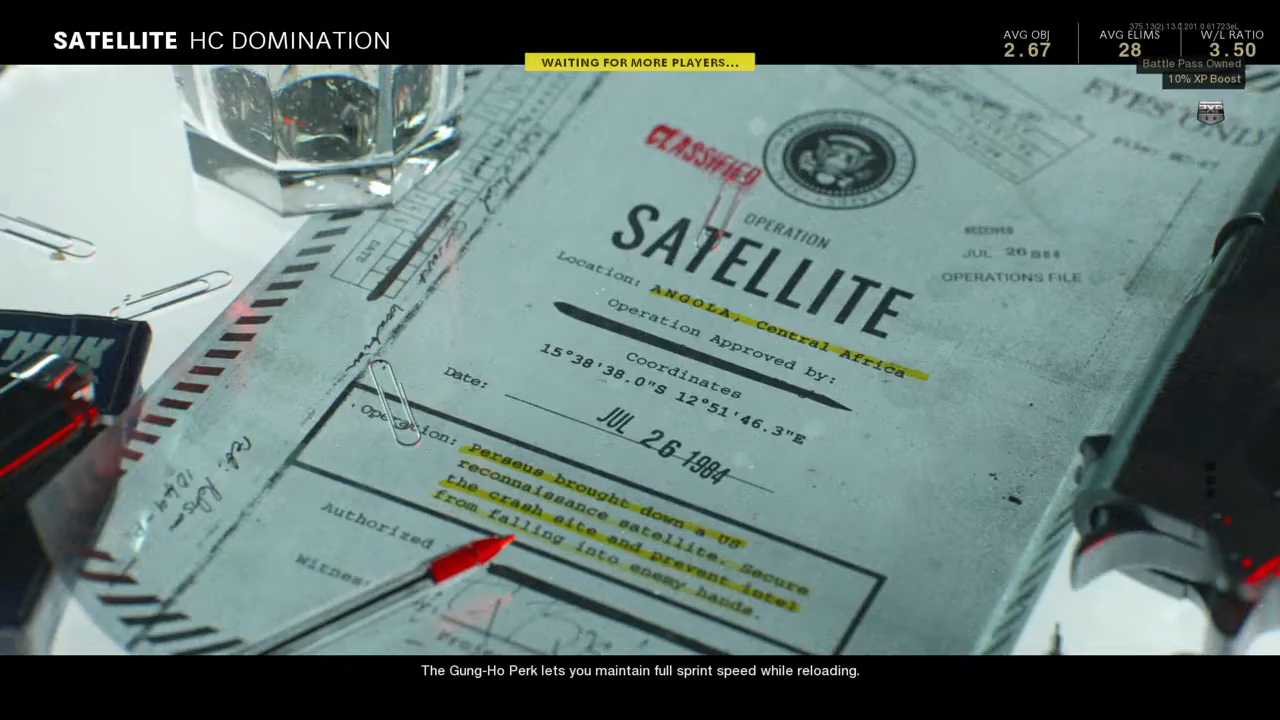 SATELLITE HC DOMINATION
WAITING FOR MORE PLAYERS...
AVG OBJ
2.67
AVG ELIMS
28
W/L RATIO
3.50
Battle Pass Owned
10% XP Boost
EYES ONLY
CLASSIFIED
OPERATION
SATELLITE
RECEIVED
JUL 26 1984
OPERATIONS FILE
Location: ANGOLA, Central Africa
Operation Approved by:
Coordinates
15°38'38.0"S 12°51'46.3"E
Date:
JUL 26 1984
DATE
Operation: Perseus brought down a US
reconnaissance satellite. Secure
the crash site and prevent intel
from falling into enemy hands.
Authorized
Witness
The Gung-Ho Perk lets you maintain full sprint speed while reloading.